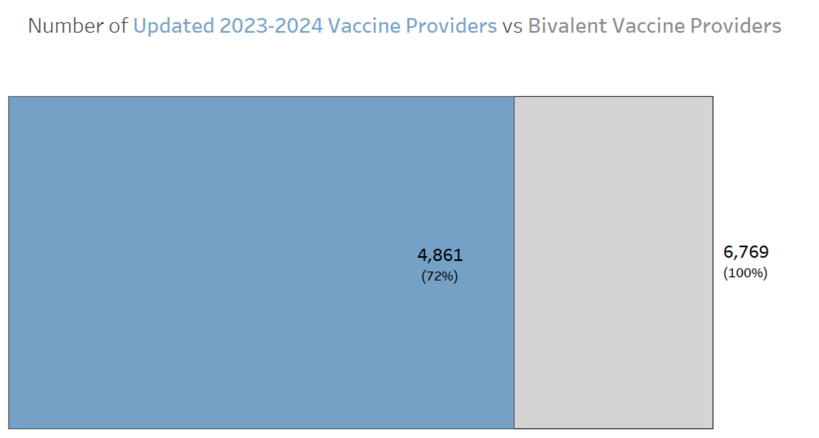 Number of Updated 2023-2024 Vaccine Providers vs Bivalent Vaccine Providers
4,861
(72%)
6,769
(100%)